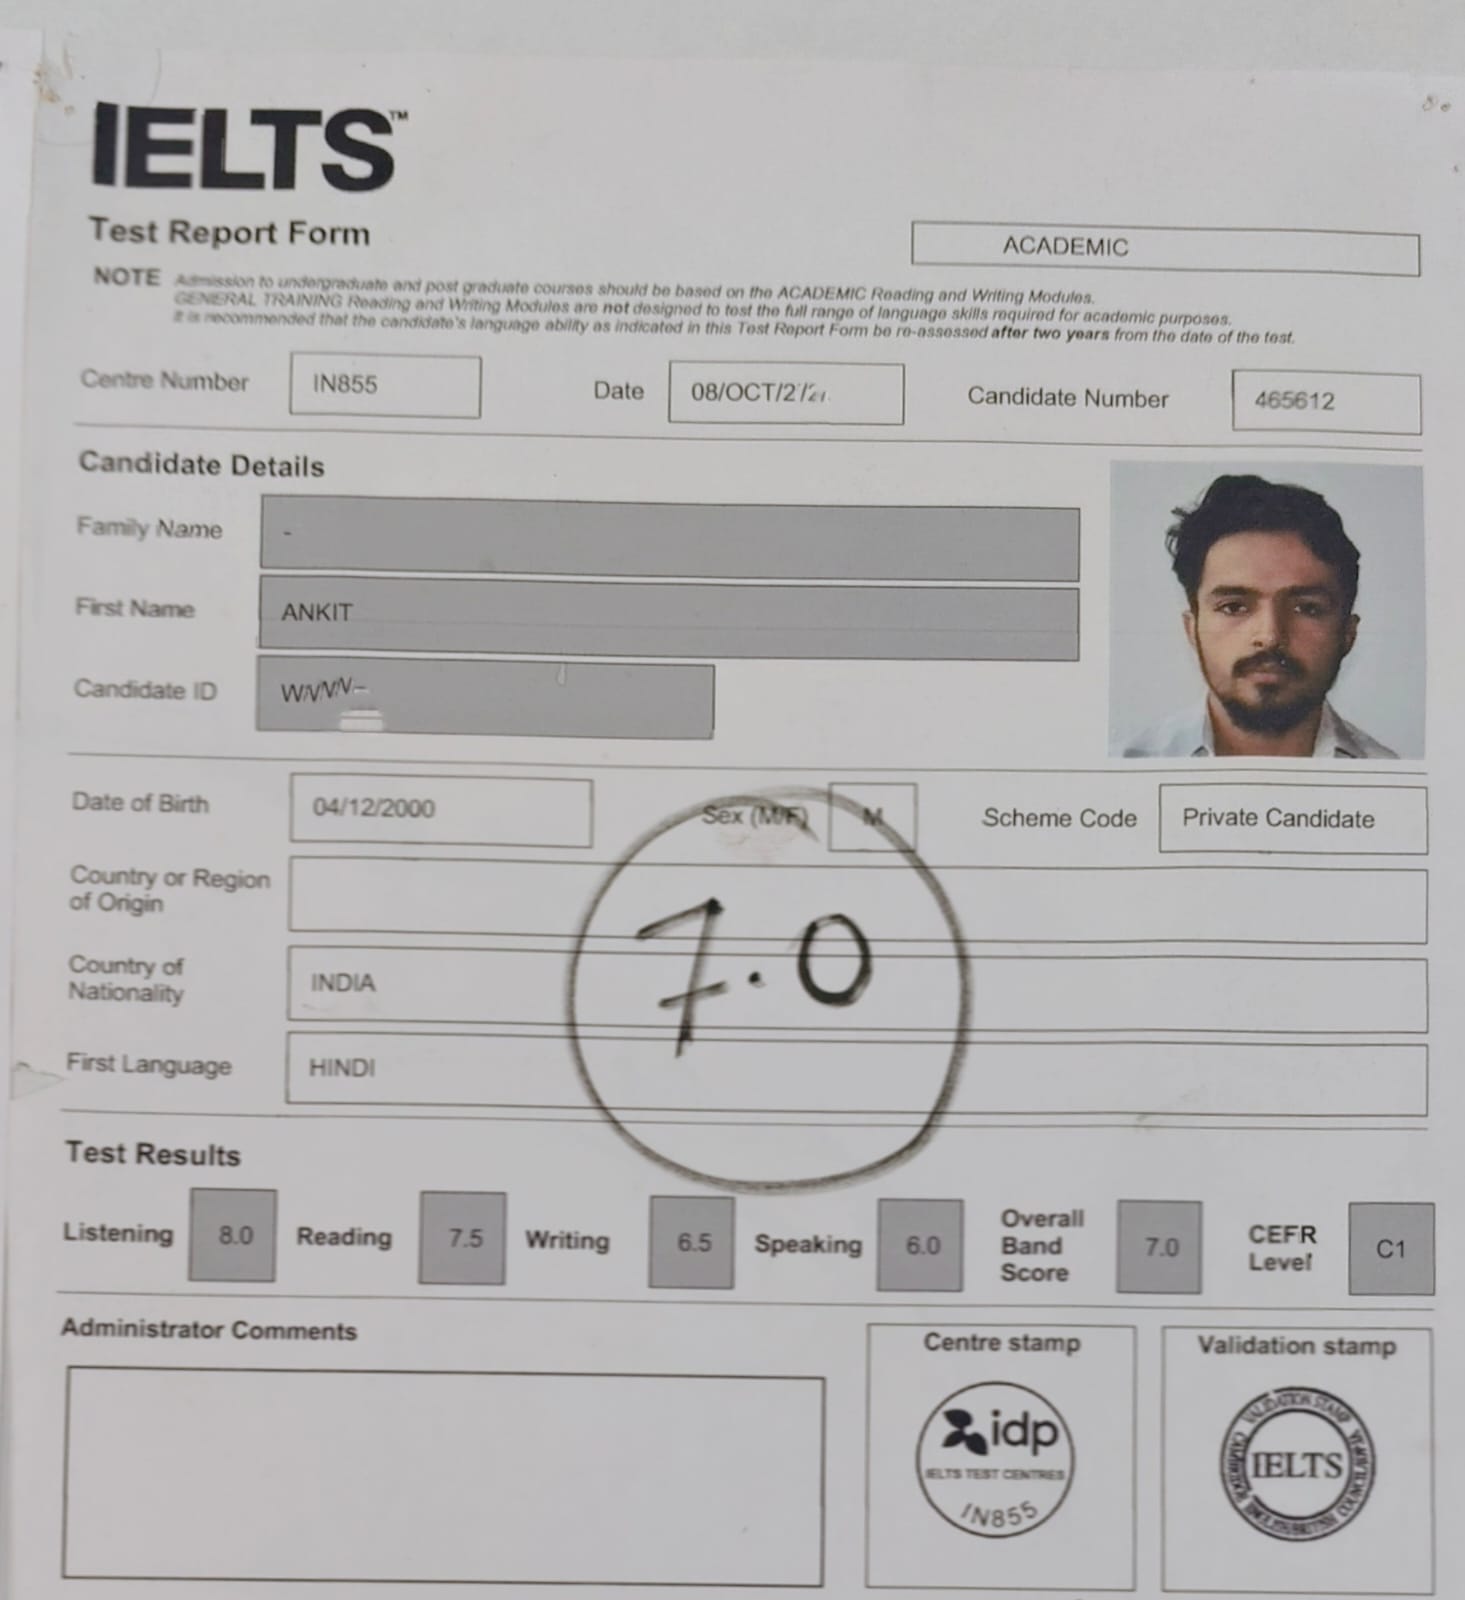 IELTS™
Test Report Form
ACADEMIC
NOTE Admission to undergraduate and post graduate courses should be based on the ACADEMIC Reading and Writing Modules.
GENERAL TRAINING Reading and Writing Modules are not designed to test the full range of language skills required for academic purposes.
It is recommended that the candidate's language ability as indicated in this Test Report Form be re-assessed after two years from the date of the test.
Centre Number IN855 Date 08/OCT/2 Candidate Number 465612
Candidate Details
Family Name -
First Name ANKIT
Candidate ID
Date of Birth 04/12/2000 Sex (M/F) M Scheme Code Private Candidate
Country or Region
of Origin
7.0
Country of
Nationality INDIA
First Language HINDI
Test Results
Listening 8.0 Reading 7.5 Writing 6.5 Speaking 6.0 Overall Band Score 7.0 CEFR Level C1
Administrator Comments
Centre stamp
idp
IELTS TEST CENTRES
IN855
Validation stamp
VALIDATION STAMP
IELTS